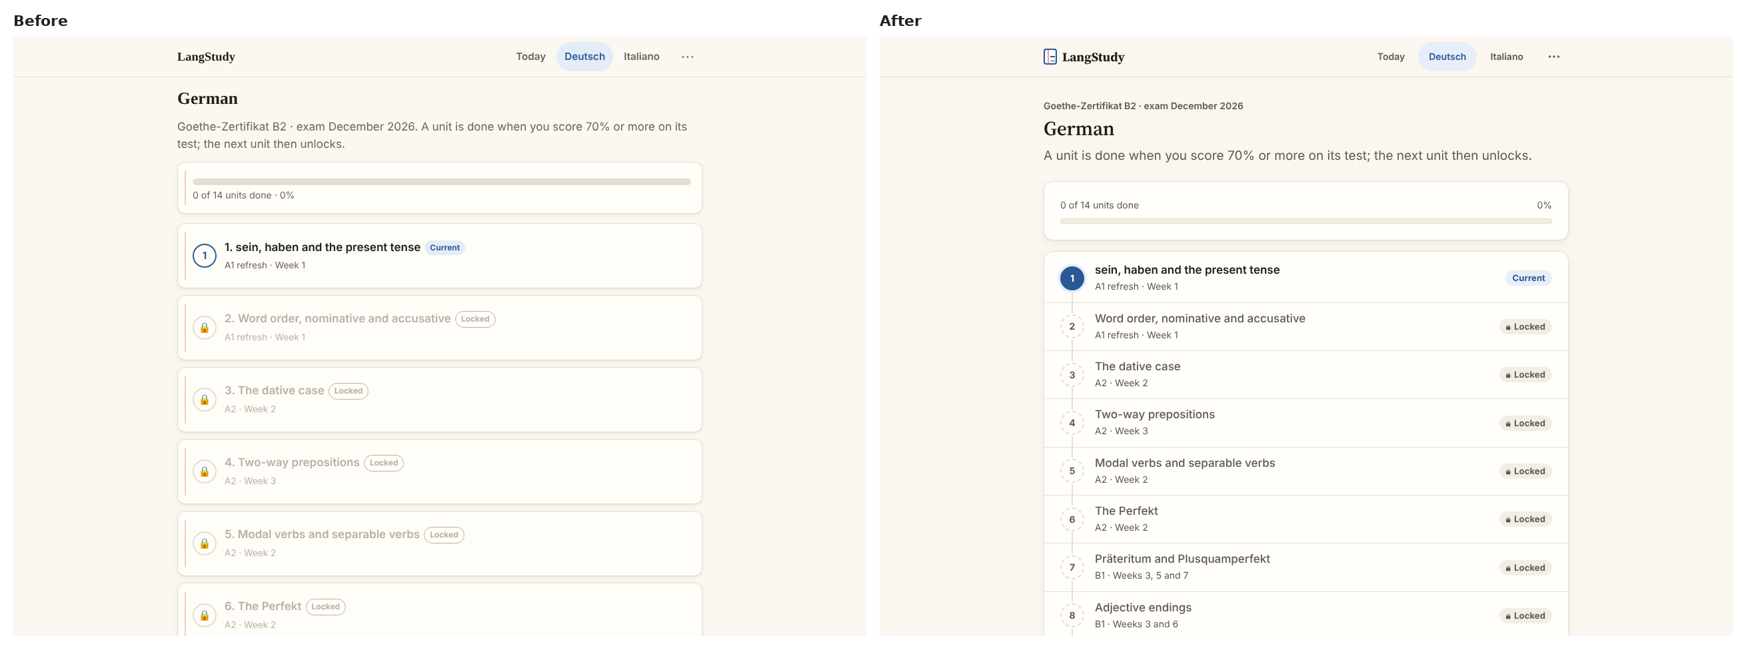 Before
LangStudy
Today
Deutsch
Italiano
···
German
Goethe-Zertifikat B2 · exam December 2026. A unit is done when you score 70% or more on its
test; the next unit then unlocks.
0 of 14 units done · 0%
1
1. sein, haben and the present tense Current
A1 refresh · Week 1
2. Word order, nominative and accusative Locked
A1 refresh · Week 1
3. The dative case Locked
A2 · Week 2
4. Two-way prepositions Locked
A2 · Week 3
5. Modal verbs and separable verbs Locked
A2 · Week 2
6. The Perfekt Locked
A2 · Week 2
After
LangStudy
Today
Deutsch
Italiano
···
Goethe-Zertifikat B2 · exam December 2026
German
A unit is done when you score 70% or more on its test; the next unit then unlocks.
0 of 14 units done 0%
1 sein, haben and the present tense Current
A1 refresh · Week 1
2 Word order, nominative and accusative Locked
A1 refresh · Week 1
3 The dative case Locked
A2 · Week 2
4 Two-way prepositions Locked
A2 · Week 3
5 Modal verbs and separable verbs Locked
A2 · Week 2
6 The Perfekt Locked
A2 · Week 2
7 Präteritum and Plusquamperfekt Locked
B1 · Weeks 3, 5 and 7
8 Adjective endings Locked
B1 · Weeks 3 and 6